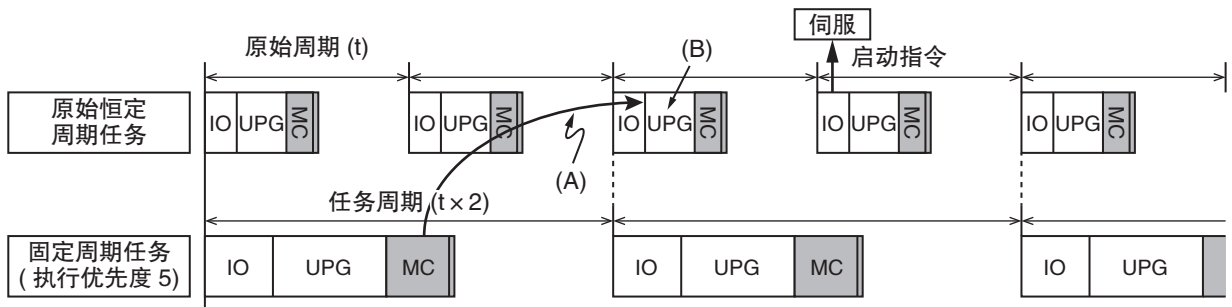 伺服
(B)
原始周期 (t)
启动指令
原始恒定
周期任务
IO UPG MC
IO UPG MC
IO UPG MC
IO UPG MC
IO UPG MC
(A)
任务周期 (t × 2)
固定周期任务
( 执行优先度 5)
IO UPG MC
IO UPG MC
IO UPG